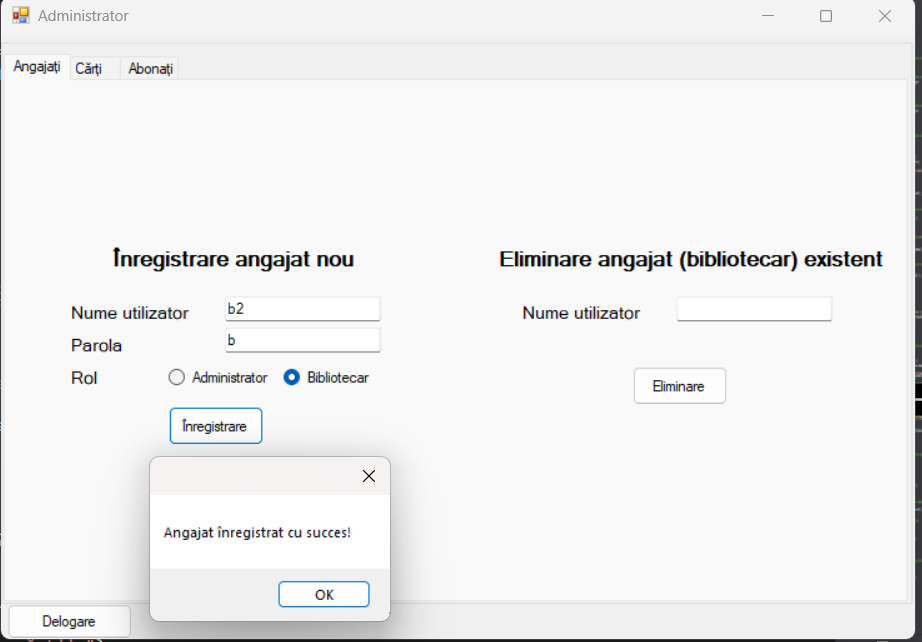 Administrator
Angajați Cărți Abonați
Înregistrare angajat nou
Nume utilizator b2
Parola b
Rol Administrator Bibliotecar
Înregistrare
Eliminare angajat (bibliotecar) existent
Nume utilizator
Eliminare
Angajat înregistrat cu succes!
OK
Delogare